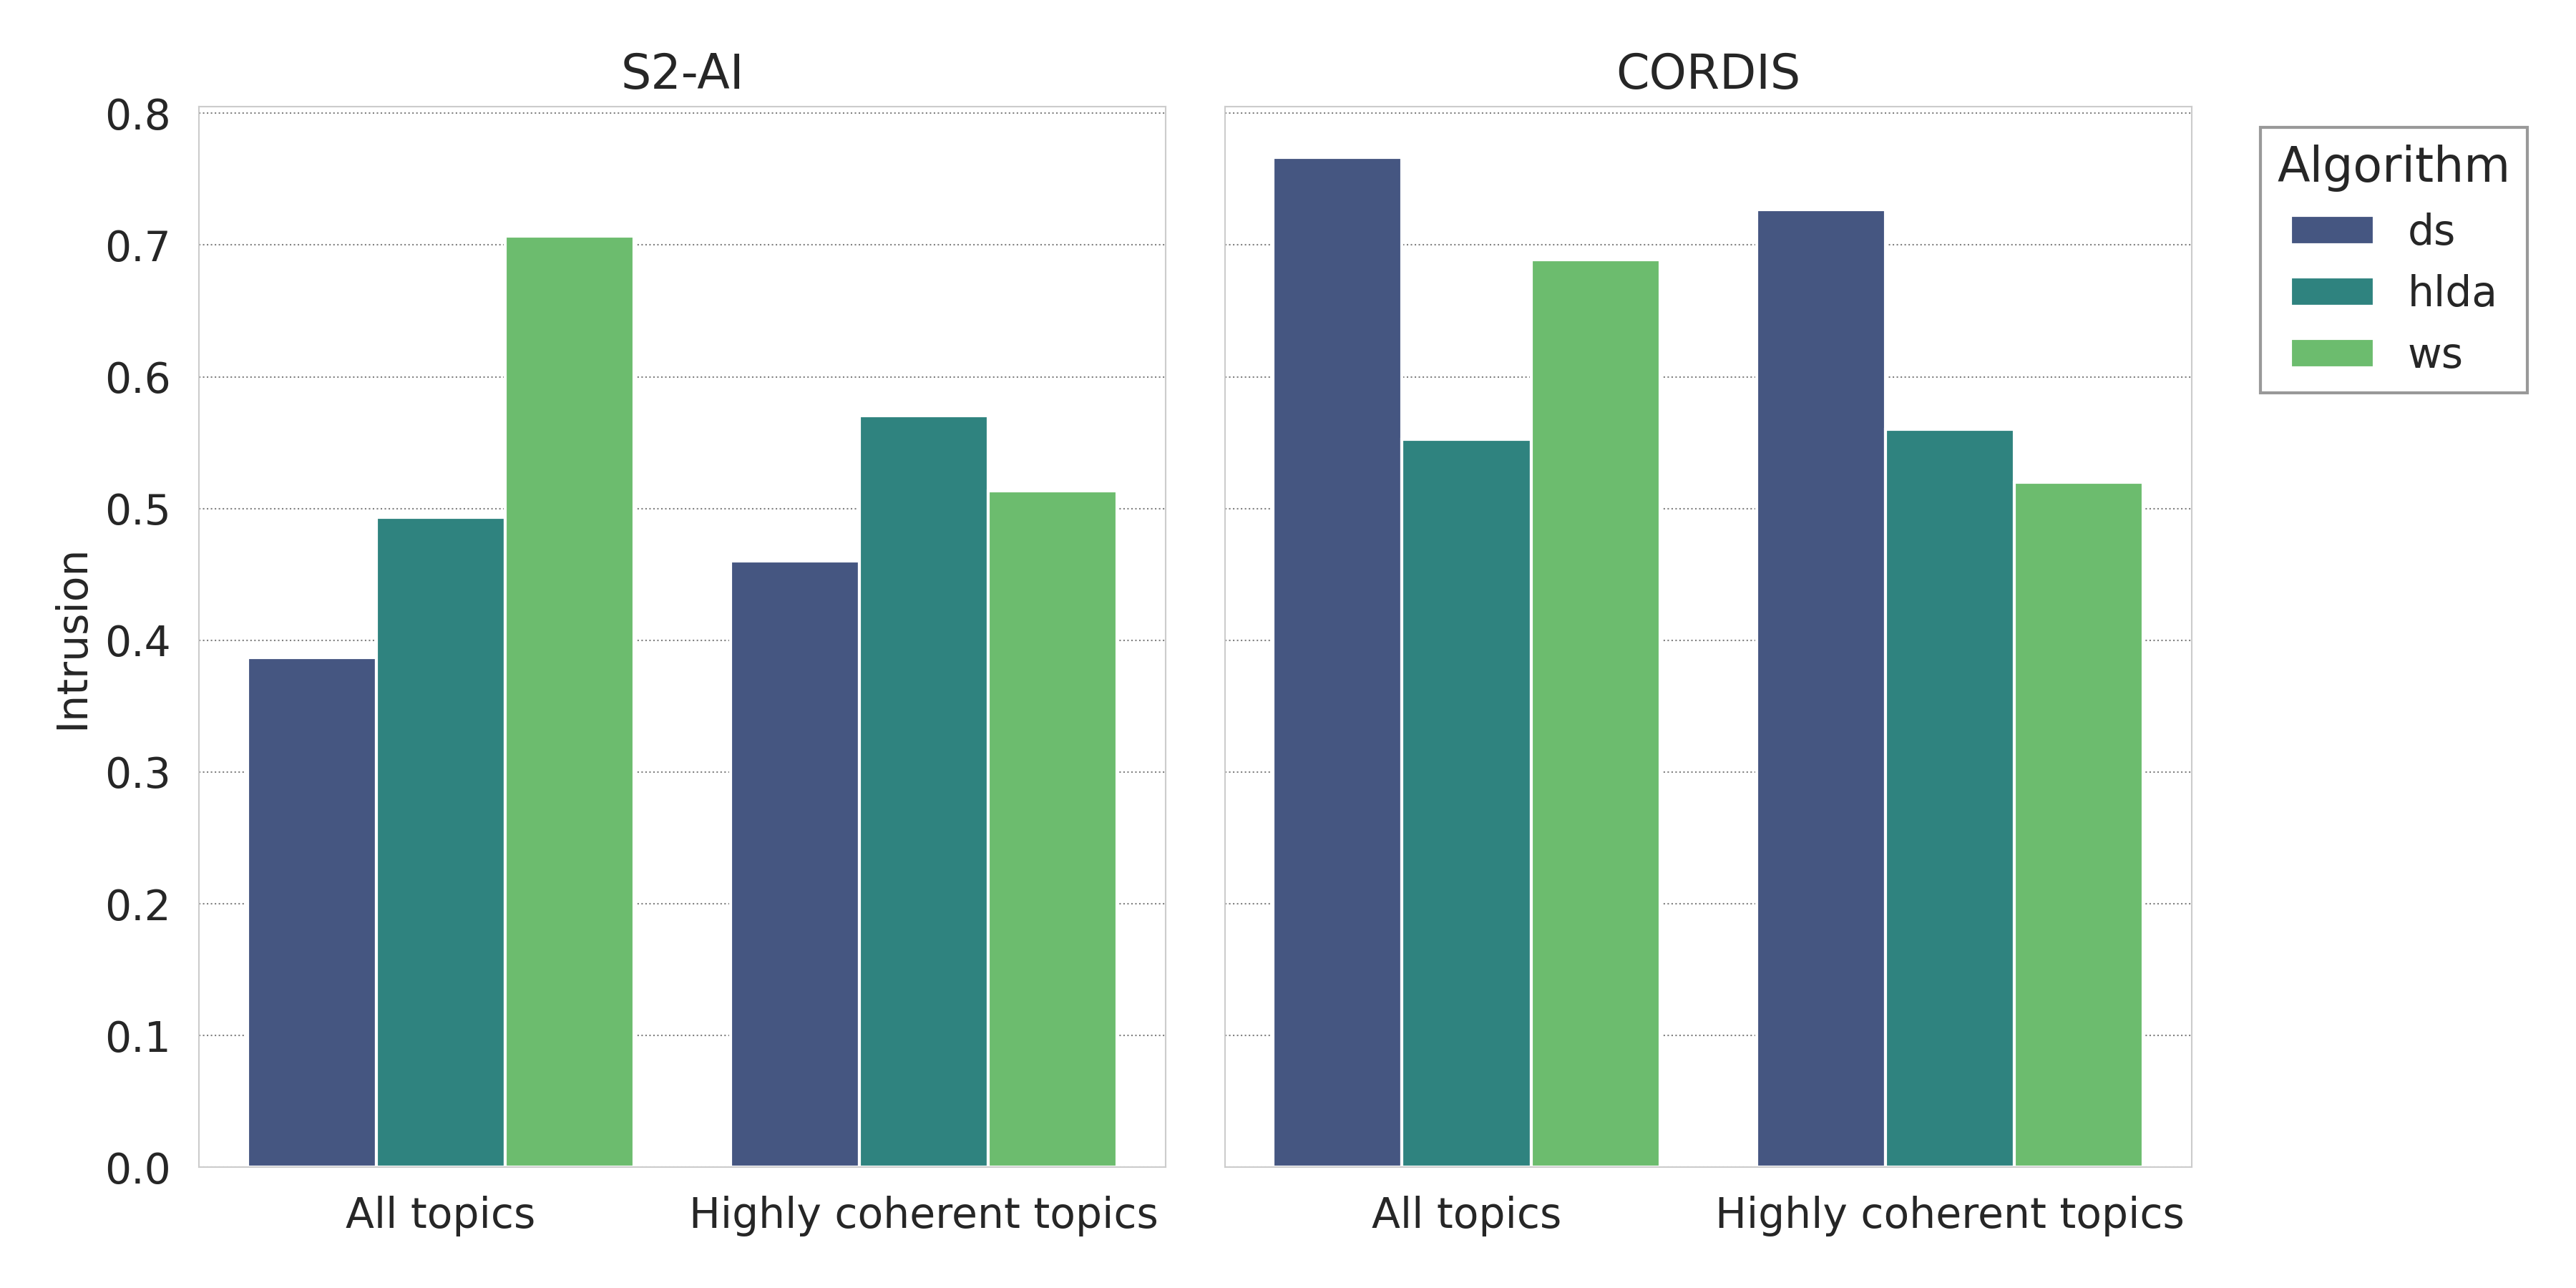 S2-AI
CORDIS
0.8
0.7
0.6
0.5
0.4
0.3
0.2
0.1
0.0
Intrusion
All topics
Highly coherent topics
All topics
Highly coherent topics
Algorithm
ds
hlda
ws